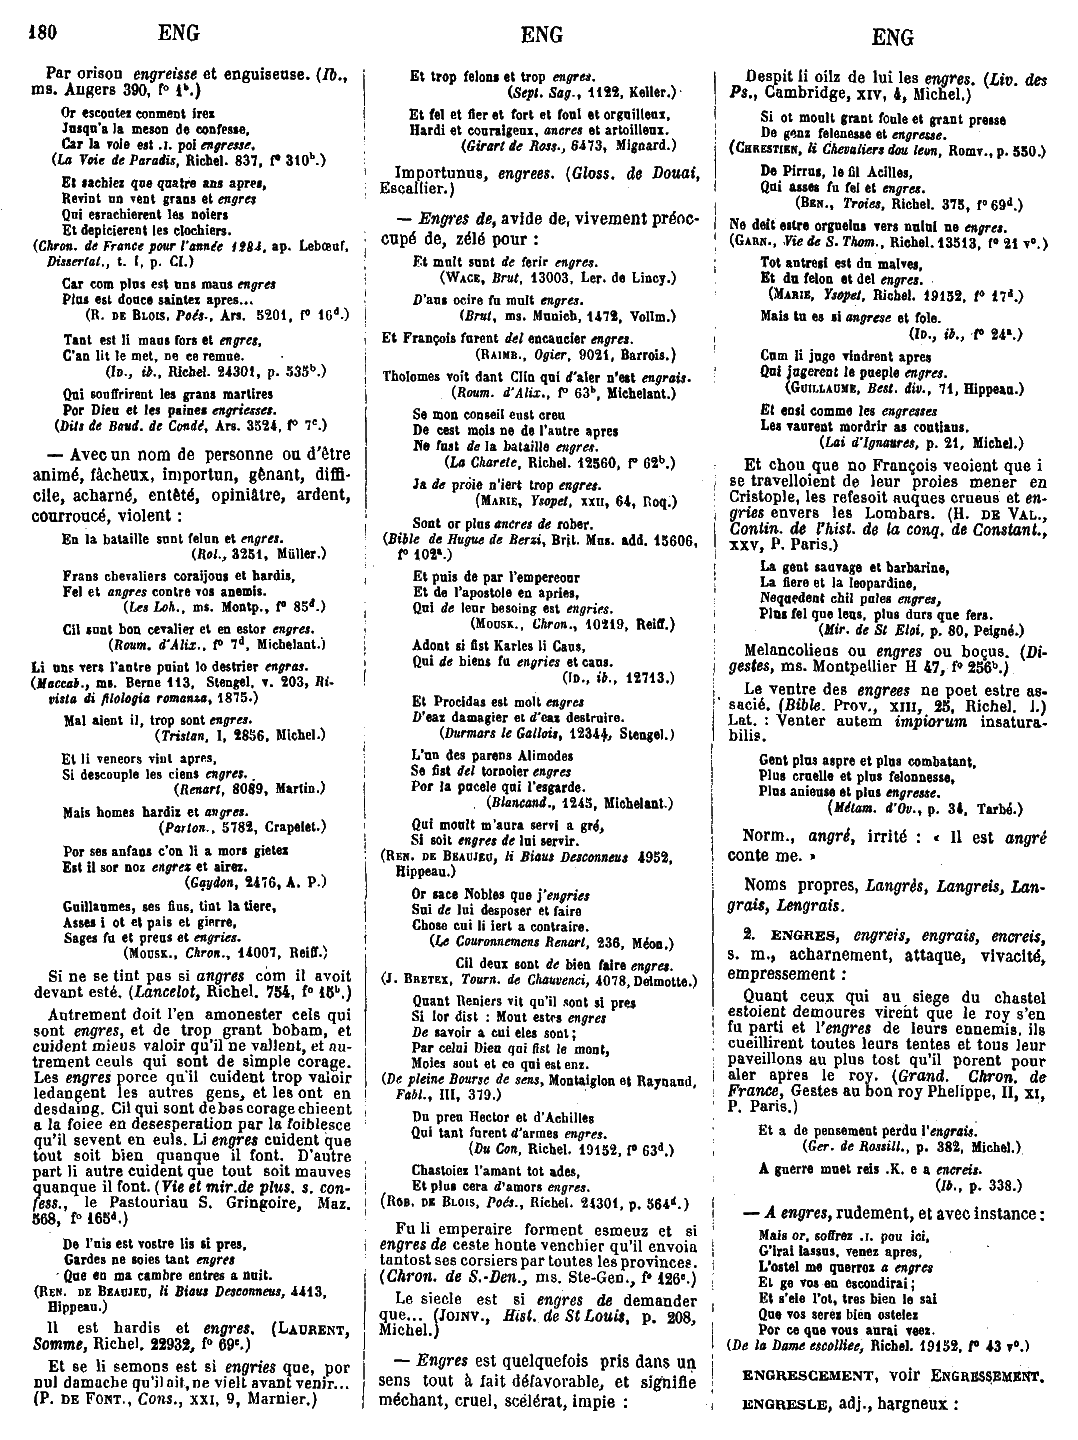 180 ENG ENG ENG
Par orison engreisse et enguiseuse. (Ib.,
ms. Angers 390, f° 1ᵇ.)
Or escoutez conment irez
Jusqu'a la meson de confesse,
Car la voie est .I. poi engresse.
(La Voie de Paradis, Richel. 837, f° 310ᵇ.)
Et sachiez que quatre ans apres,
Revint un vent grans et engres
Qui esrachierent les noiers
Et depicierent les clochiers.
(Chron. de France pour l'année 1284, ap. Lebœuf,
Dissertat., t. I, p. CI.)
Car com plus est uns maus engres
Plus est douce saintez apres...
(R. DE BLOIS, Poés., Ars. 5201, f° 16ᵈ.)
Tant est li maus fors et engres,
C'an lit le met, ne ce remue.
(ID., ib., Richel. 24301, p. 535ᵇ.)
Qui souffrirent les grans martires
Por Dieu et les paines engriesses.
(Dits de Baud. de Condé, Ars. 3524, f° 7ᶜ.)
— Avec un nom de personne ou d'être
animé, fâcheux, importun, gênant, diffi-
cile, acharné, entêté, opiniâtre, ardent,
courroucé, violent :
En la bataille sunt felun et engres.
(Rol., 3251, Müller.)
Frans chevaliers coraijous et hardis,
Fel et angres contre vos anemis.
(Les Loh., ms. Montp., f° 85ᵈ.)
Cil sunt bon cevalier et en estor engres.
(Roum. d'Alix., f° 7ᵈ, Michelant.)
Li uns vers l'autre point lo destrier engras.
(Maccab., ms. Berne 113, Stengel, v. 203, Ri-
vista di filologia romanza, 1875.)
Mal aient il, trop sont engres.
(Tristan, I, 2856, Michel.)
Et li veneors vint apres,
Si descouple les ciens engres.
(Renart, 8089, Martin.)
Mais homes hardiz et angres.
(Parton., 5782, Crapelet.)
Por ses anfans c'on li a mors gietez
Est il sor noz engrez et airez.
(Gaydon, 2476, A. P.)
Guillaumes, ses fius, tint la tiere,
Asses i ot et pais et gierre,
Sages fu et preus et engries.
(MOUSK., Chron., 14007, Reiff.)
Si ne se tint pas si angres com il avoit
devant esté. (Lancelot, Richel. 754, f° 15ᵇ.)
Autrement doit l'en amonester cels qui
sont engres, et de trop grant bobam, et
cuident mieus valoir qu'il ne vallent, et au-
trement ceuls qui sont de simple corage.
Les engres porce qu'il cuident trop valoir
ledangent les autres gens, et les ont en
desdaing. Cil qui sont de bas corage chieent
a la foiee en desesperation par la foiblesce
qu'il sevent en euls. Li engres cuident que
tout soit bien quanque il font. D'autre
part li autre cuident que tout soit mauves
quanque il font. (Vie et mir. de plus. s. con-
fess., le Pastouriau S. Gringoire, Maz.
568, f° 165ᵈ.)
De l'uis est vostre lis si pres,
Gardes ne soies tant engres
Que en ma cambre entres a nuit.
(REN. DE BEAUJEU, li Biaus Desconneus, 4413,
Hippeau.)
Il est hardis et engres. (LAURENT,
Somme, Richel. 22932, f° 69ᶜ.)
Et se li semons est si engries que, por
nul damache qu'il ait, ne vielt avant venir...
(P. DE FONT., Cons., XXI, 9, Marnier.)
Et trop felons et trop engres.
(Sept. Sag., 1122, Keller.)
Et fel et fier et fort et foul et orguilleux,
Hardi et couraigeux, ancres et artoilleux.
(Girart de Ross., 6473, Mignard.)
Importunus, engrees. (Gloss. de Douai,
Escallier.)
— Engres de, avide de, vivement préoc-
cupé de, zélé pour :
Et mult sunt de ferir engres.
(WACE, Brut, 13003, Ler. de Lincy.)
D'aus ocire fu mult engres.
(Brut, ms. Munich, 1472, Vollm.)
Et François furent del encaucier engres.
(RAIMB., Ogier, 9021, Barrois.)
Tholomes voit dant Clin qui d'aler n'est engrais.
(Roum. d'Alix., f° 63ᵇ, Michelant.)
Se mon conseil eust creu
De cest mois ne de l'autre apres
Ne fust de la bataille engres.
(La Charete, Richel. 12560, f° 62ᵇ.)
Ja de proie n'iert trop engres.
(MARIE, Ysopet, XXII, 64, Roq.)
Sont or plus ancres de rober.
(Bible de Hugue de Berzi, Brit. Mus. add. 15606,
f° 102ᵃ.)
Et puis de par l'empereour
Et de l'apostole en apries,
Qui de leur besoing est engries.
(MOUSK., Chron., 10219, Reiff.)
Adont si fist Karles li Caus,
Qui de biens fu engries et caus.
(ID., ib., 12713.)
Et Procidas est molt engres
D'eaz damagier et d'eaz destruire.
(Durmars le Gallois, 12344, Stengel.)
L'un des parens Alimodes
Se fist del tornoier engres
Por la pucele qui l'esgarde.
(Blancand., 1245, Michelant.)
Qui moult m'aura servi a gré,
Si soit engres de lui servir.
(REN. DE BEAUJEU, li Biaus Desconneus 4952,
Hippeau.)
Or sace Nobles que j'engries
Sui de lui desposer et faire
Chose cui li iert a contraire.
(Le Couronnemens Renart, 236, Méon.)
Cil deux sont de bien faire engres.
(J. BRETEX, Tourn. de Chauvenci, 4078, Delmotte.)
Quant Reniers vit qu'il sont si pres
Si lor dist : Mout estes engres
De savoir a cui eles sont ;
Par celui Dieu qui fist le mont,
Moies sont et ce qui est enz.
(De pleine Bourse de sens, Montaiglon et Raynaud,
Fabl., III, 379.)
Du preu Hector et d'Achilles
Qui tant furent d'armes engres.
(Du Con, Richel. 19152, f° 63ᵈ.)
Chastoiez l'amant tot ades,
Et plus cera d'amors engres.
(ROB. DE BLOIS, Poés., Richel. 24301, p. 564ᵈ.)
Fu li emperaire forment esmeuz et si
engres de ceste honte venchier qu'il envoia
tantost ses corsiers par toutes les provinces.
(Chron. de S.-Den., ms. Ste-Gen., f° 126ᶜ.)
Le siecle est si engres de demander
que... (JOINV., Hist. de St Louis, p. 208,
Michel.)
— Engres est quelquefois pris dans un
sens tout à fait défavorable, et signifie
méchant, cruel, scélérat, impie :
Despit li oilz de lui les engres. (Liv. des
Ps., Cambridge, XIV, 4, Michel.)
Si ot moult grant foule et grant presse
De genz felenesse et engresse.
(CHRESTIEN, li Chevaliers dou leon, Romv., p. 550.)
De Pirrus, le fil Acilles,
Qui asses fu fel et engres.
(BEN., Troies, Richel. 375, f° 69ᵈ.)
Ne deit estre orguelus vers nului ne engres.
(GARN., Vie de S. Thom., Richel. 13513, f° 21 v°.)
Tot autresi est du malves,
Et du felon et del engres.
(MARIE, Ysopet, Richel. 19152, f° 17ᵈ.)
Mais tu es si angrese et fole.
(ID., ib., f° 24ᵃ.)
Cum li juge vindrent apres
Qui jugerent le pueple engres.
(GUILLAUME, Best. div., 71, Hippeau.)
Et ensi comme les engresses
Les vaurent mordrir as coutiaus.
(Lai d'Ignaures, p. 21, Michel.)
Et chou que no François veoient que i
se travelloient de leur proies mener en
Cristople, les refesoit auques crueus et en-
gries envers les Lombars. (H. DE VAL.,
Contin. de l'hist. de la conq. de Constant.,
XXV, P. Paris.)
La gent sauvage et barbarine,
La fiere et la leopardine,
Nequedent chil paies engres,
Plus fel que leus, plus durs que fers.
(Mir. de St Eloi, p. 80, Peigné.)
Melancolieus ou engres ou boçus. (Di-
gestes, ms. Montpellier H 47, f° 256ᵇ.)
Le ventre des engrees ne poet estre as-
sacié. (Bible. Prov., XIII, 25, Richel. 1.)
Lat. : Venter autem impiorum insatura-
bilis.
Gent plus aspre et plus combatant,
Plus cruelle et plus felonnesse,
Plus anieuse et plus engresse.
(Métam. d'Ov., p. 34, Tarbé.)
Norm., angré, irrité : « Il est angré
conte me. »
Noms propres, Langrès, Langreis, Lan-
grais, Lengrais.
2. ENGRES, engreis, engrais, encreis,
s. m., acharnement, attaque, vivacité,
empressement :
Quant ceux qui au siege du chastel
estoient demoures virent que le roy s'en
fu parti et l'engres de leurs ennemis, ils
cueillirent toutes leurs tentes et tous leur
paveillons au plus tost qu'il porent pour
aler apres le roy. (Grand. Chron. de
France, Gestes au bon roy Phelippe, II, XI,
P. Paris.)
Et a de pensement perdu l'engrais.
(Ger. de Rossill., p. 382, Michel.)
A guerre muet reis .K. e a encreis.
(Ib., p. 338.)
— A engres, rudement, et avec instance :
Mais or, soffrez .I. pou ici,
G'irai lassus, venez apres,
L'ostel me querroz a engres
Et ge vos en escondirai ;
Et s'ele l'ot, tres bien le sai
Que vos serez bien ostelez
Por ce que vous aurai veez.
(De la Dame escolliee, Richel. 19152, f° 43 v°.)
ENGRESCEMENT, voir ENGRESSEMENT.
ENGRESLE, adj., hargneux :